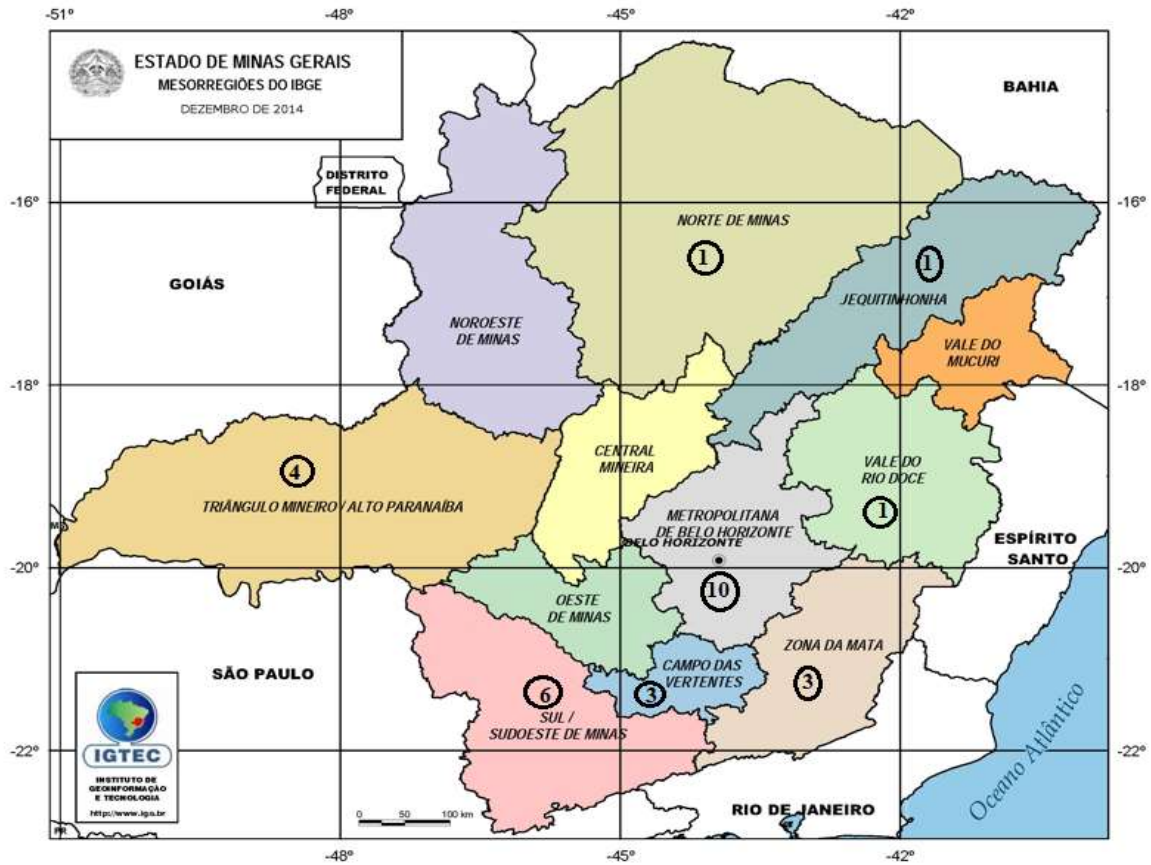 -51°
-48°
-45°
-42°
ESTADO DE MINAS GERAIS
MESORREGIÕES DO IBGE
DEZEMBRO DE 2014
BAHIA
DISTRITO
FEDERAL
-16°
-16°
NORTE DE MINAS
1
1
GOIÁS
JEQUITINHONHA
NOROESTE
DE MINAS
VALE DO
MUCURI
-18°
-18°
CENTRAL
MINEIRA
4
VALE DO
RIO DOCE
TRIÂNGULO MINEIRO / ALTO PARANAÍBA
1
METROPOLITANA
DE BELO HORIZONTE
BELO HORIZONTE
M
ESPÍRITO
SANTO
-20°
-20°
10
OESTE
DE MINAS
ZONA DA MATA
SÃO PAULO
CAMPO DAS
VERTENTES
6
3
3
SUL /
SUDOESTE DE MINAS
-22°
-22°
Oceano Atlântico
IGTEC
INSTITUTO DE
GEOINFORMAÇÃO
E TECNOLOGIA
http://www.iga.br
RIO DE JANEIRO
0 50 100 km
PR
-48°
-45°
-42°